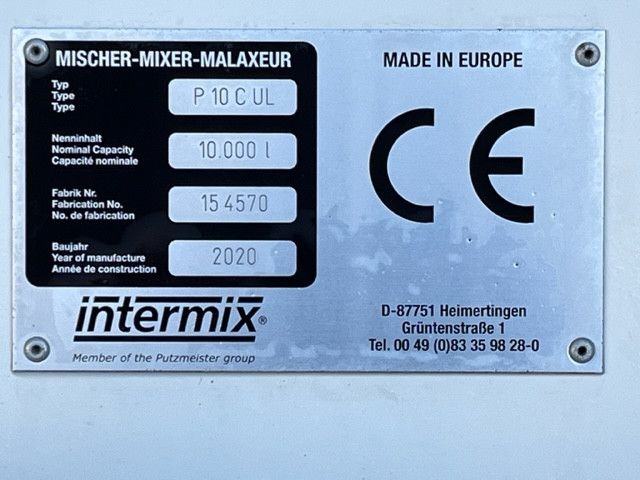 MISCHER-MIXER-MALAXEUR
Typ
Type
Type
P 10 C UL
Nenninhalt
Nominal Capacity
Capacité nominale
10.000 l
Fabrik Nr.
Fabrication No.
No. de fabrication
15 4570
Baujahr
Year of manufacture
Année de construction
2020
intermix®
Member of the Putzmeister group
MADE IN EUROPE
CE
D-87751 Heimertingen
Grüntenstraße 1
Tel. 00 49 (0)83 35 98 28-0